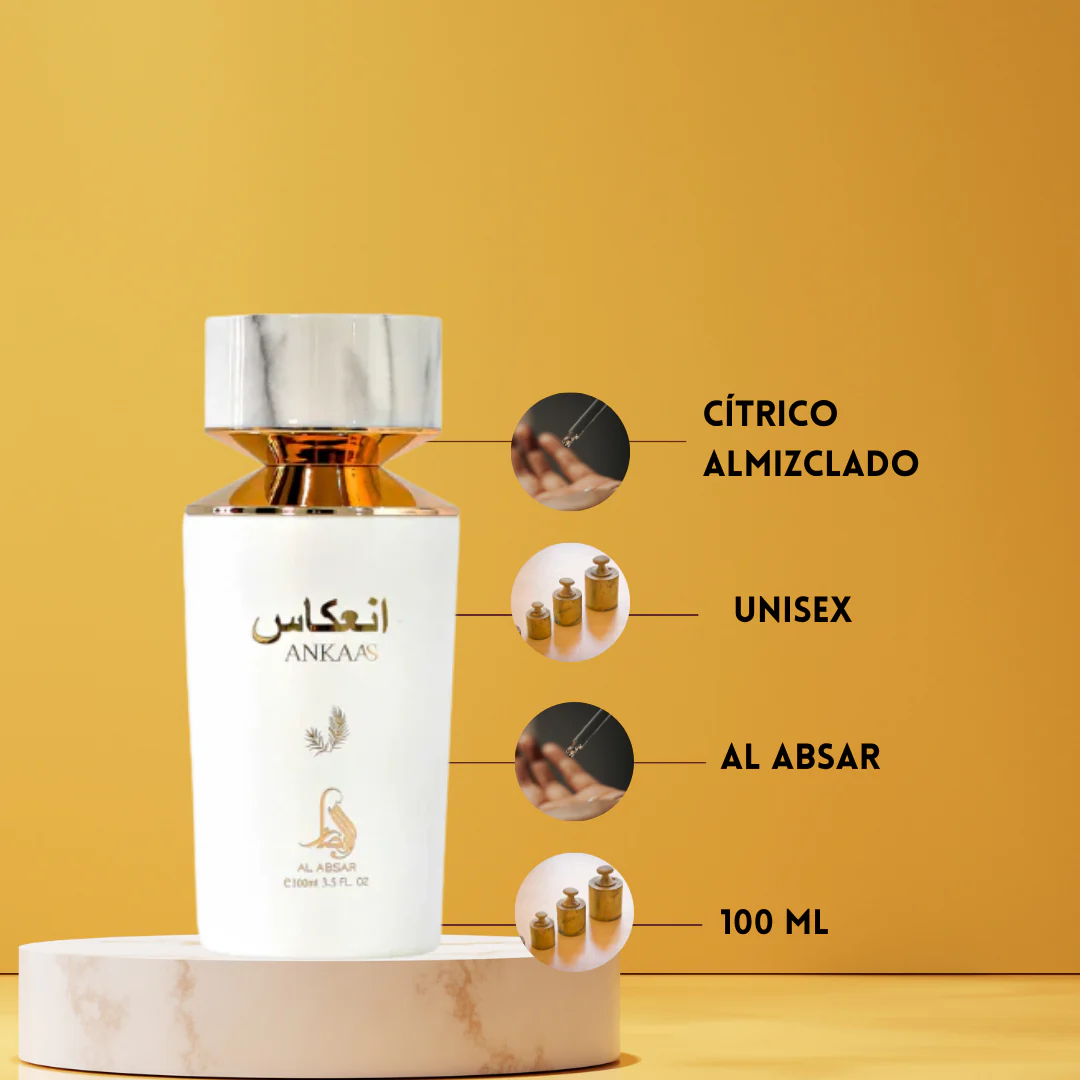 CÍTRICO
ALMIZCLADO
انعكاس
ANKAAS
UNISEX
AL ABSAR
AL ABSAR
℮100ml 3.5 FL. OZ
100 ML